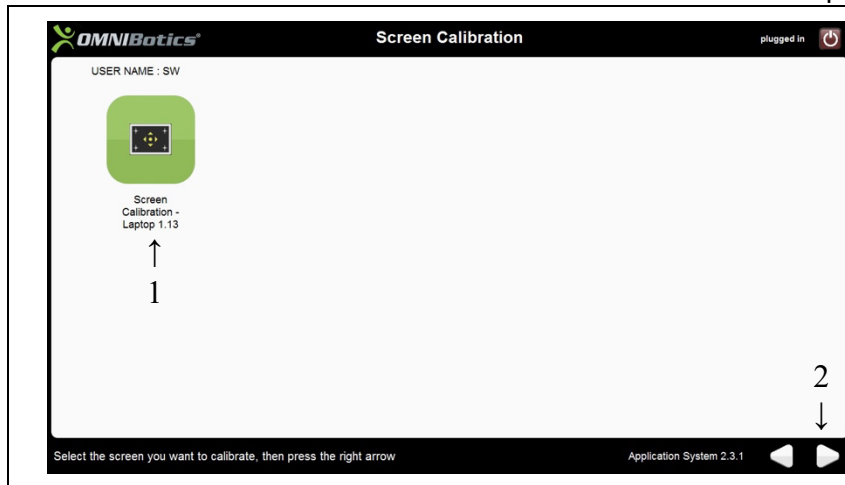 OMNIBotics®
Screen Calibration
plugged in
USER NAME : SW
Screen
Calibration -
Laptop 1.13
1
2
Select the screen you want to calibrate, then press the right arrow
Application System 2.3.1